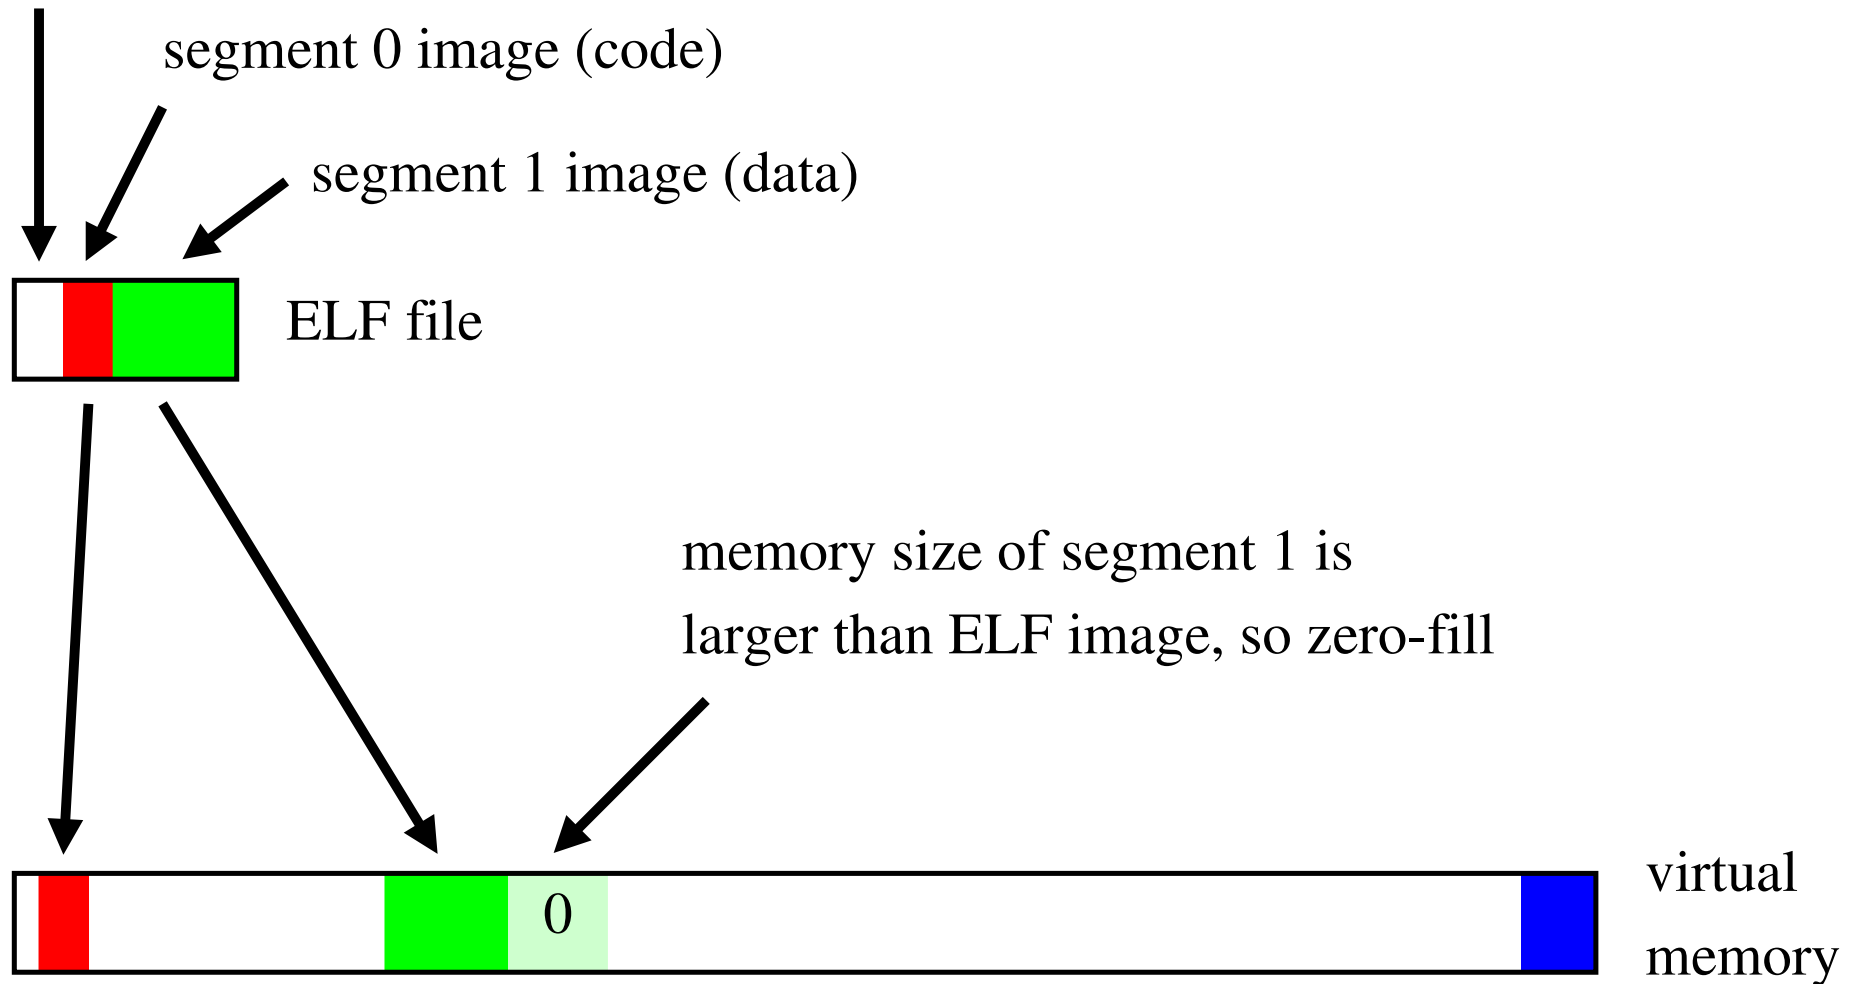 segment 0 image (code)
segment 1 image (data)
ELF file
memory size of segment 1 is
larger than ELF image, so zero-fill
0
virtual
memory